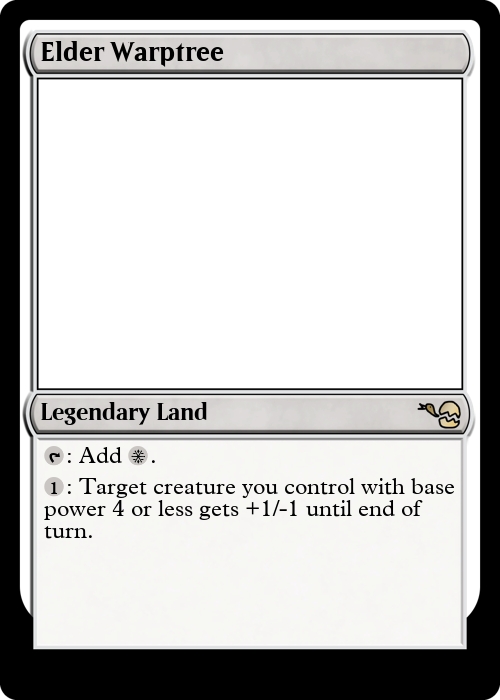 Elder Warptree
Legendary Land
: Add .
1: Target creature you control with base
power 4 or less gets +1/-1 until end of
turn.